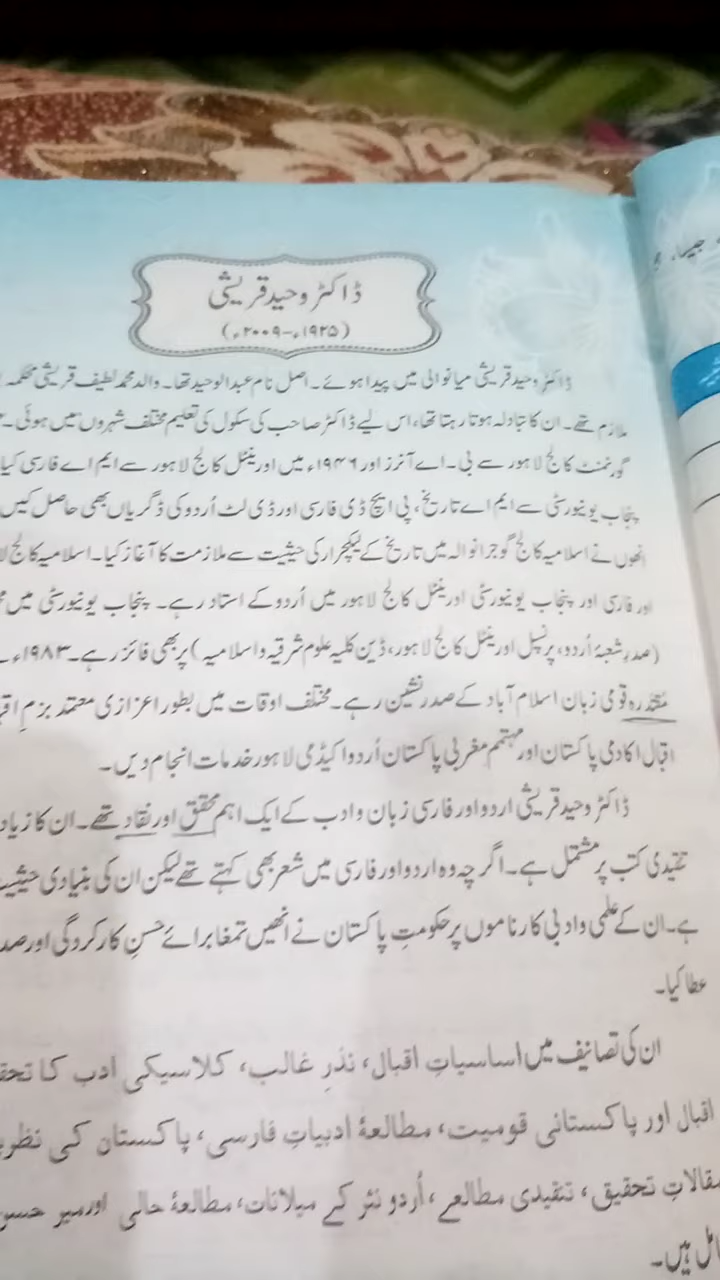 ڈاکٹر وحید قریشی
(۱۹۲۵ء–۲۰۰۹ء)
ڈاکٹر وحید قریشی میانوالی میں پیدا ہوئے۔ اصل نام عبدالوحید تھا۔ والد محمد لطیف قریشی محکمہ
ملازم تھے۔ ان کا تبادلہ ہوتا رہتا تھا، اس لیے ڈاکٹر صاحب کی سکول کی تعلیم مختلف شہروں میں ہوئی۔
گورنمنٹ کالج لاہور سے بی۔اے آنرز اور ۱۹۴۶ء میں اورینٹل کالج لاہور سے ایم اے فارسی کیا
پنجاب یونیورسٹی سے ایم اے تاریخ، پی ایچ ڈی فارسی اور ڈی لٹ اُردو کی ڈگریاں بھی حاصل کیں
انھوں نے اسلامیہ کالج گوجرانوالہ میں تاریخ کے لیکچرار کی حیثیت سے ملازمت کا آغاز کیا۔ اسلامیہ کالج
اور فارسی اور پنجاب یونیورسٹی اورینٹل کالج لاہور میں اُردو کے استاد رہے۔ پنجاب یونیورسٹی میں
(صدر شعبۂ اُردو، پرنسپل اورینٹل کالج لاہور، ڈین کلیہ علوم شرقیہ و اسلامیہ) پر بھی فائز رہے۔ ۱۹۸۳ء
مقتدرہ قومی زبان اسلام آباد کے صدر نشین رہے۔ مختلف اوقات میں بطور اعزازی معتمد بزمِ
اقبال اکادمی پاکستان اور مہتمم مغربی پاکستان اُردو اکیڈمی لاہور خدمات انجام دیں۔
ڈاکٹر وحید قریشی اردو اور فارسی زبان و ادب کے ایک اہم محقق اور نقاد تھے۔ ان کا
تنقیدی کتب پر مشتمل ہے۔ اگرچہ وہ اردو اور فارسی میں شعر بھی کہتے تھے لیکن ان کی بنیادی
ہے۔ ان کے علمی و ادبی کارناموں پر حکومتِ پاکستان نے انھیں تمغا برائے حسنِ کارکردگی اور
عطا کیا۔
ان کی تصانیف میں اساسیاتِ اقبال، نذرِ غالب، کلاسیکی ادب کا
اقبال اور پاکستانی قومیت، مطالعۂ ادبیاتِ فارسی، پاکستان کی
مقالاتِ تحقیق، تنقیدی مطالعے، اُردو نثر کے میلانات، مطالعۂ حالی اور میر حسن
ہیں۔